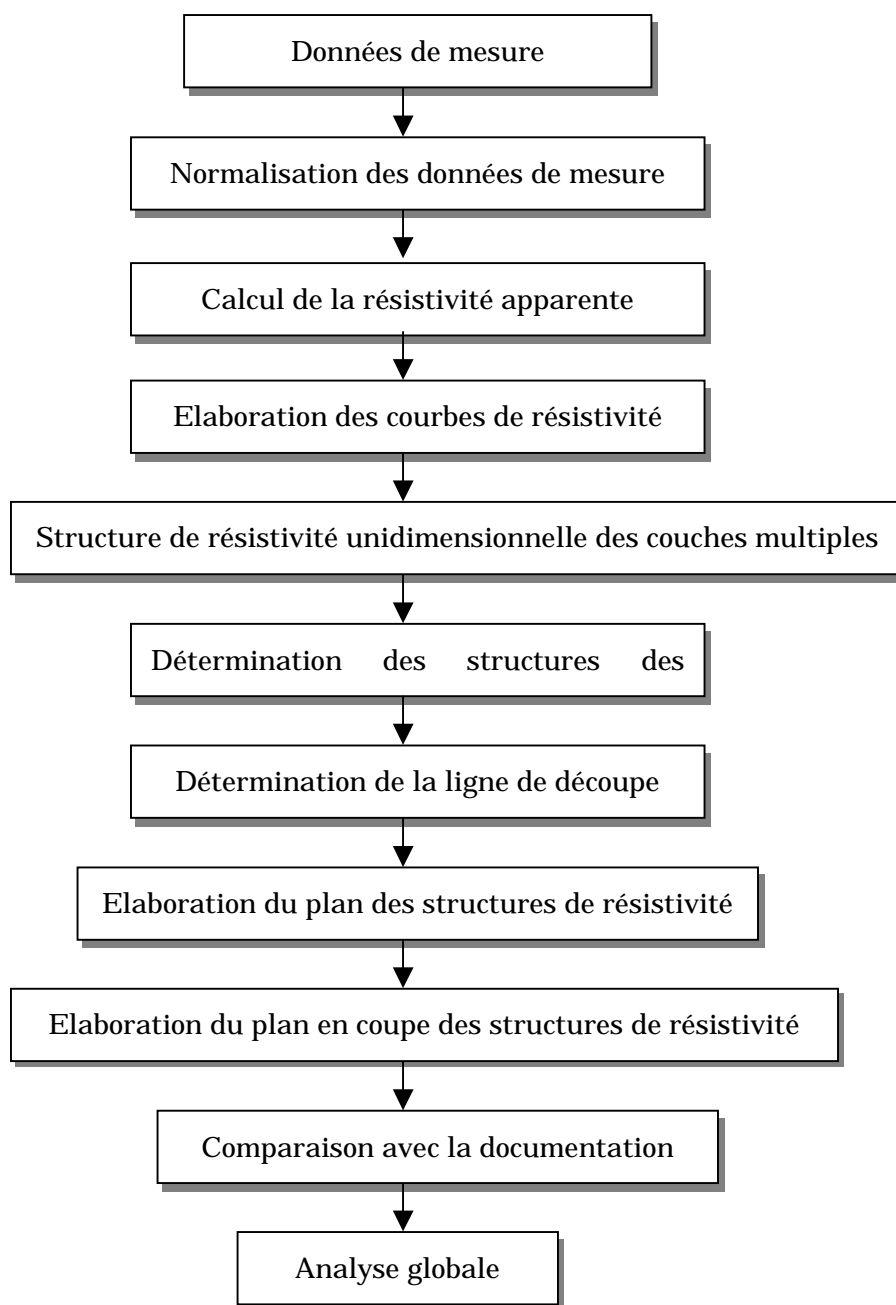 Données de mesure
Normalisation des données de mesure
Calcul de la résistivité apparente
Elaboration des courbes de résistivité
Structure de résistivité unidimensionnelle des couches multiples
Détermination des structures des
Détermination de la ligne de découpe
Elaboration du plan des structures de résistivité
Elaboration du plan en coupe des structures de résistivité
Comparaison avec la documentation
Analyse globale